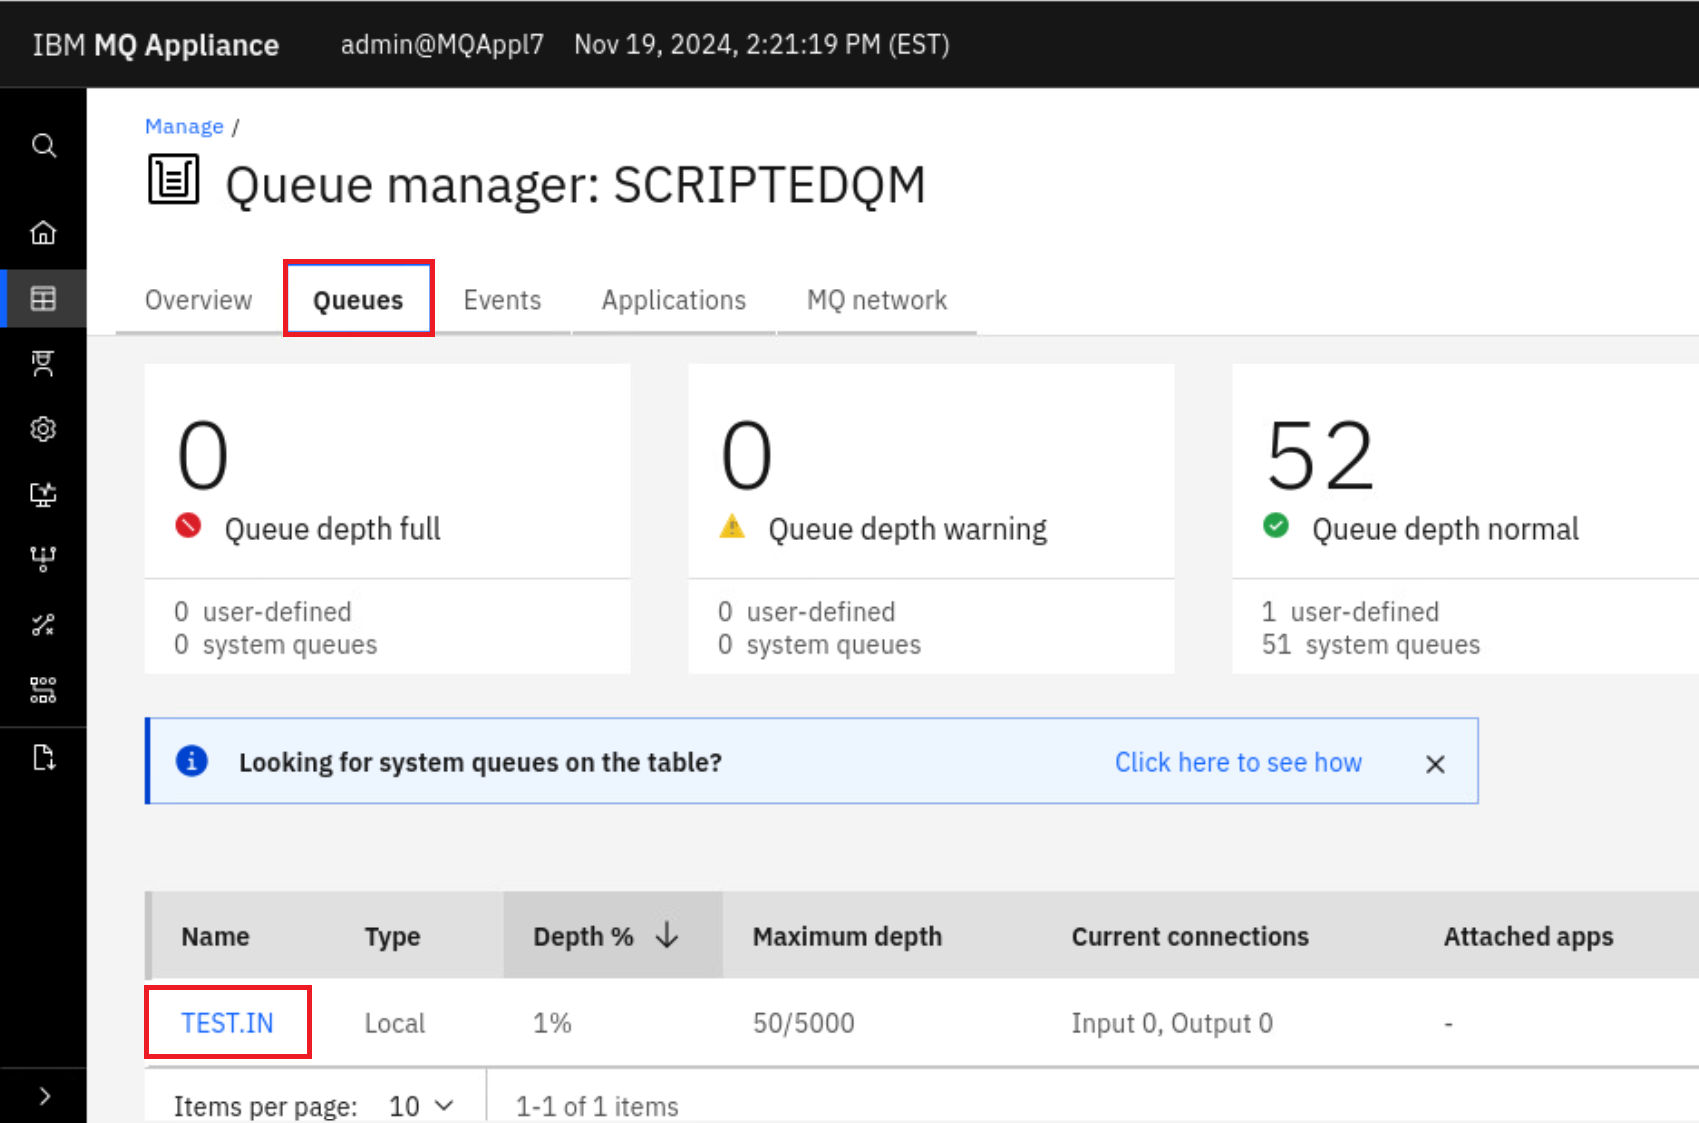 IBM MQ Appliance admin@MQAppl7 Nov 19, 2024, 2:21:19 PM (EST)
Manage /
Queue manager: SCRIPTEDQM
Overview Queues Events Applications MQ network
0 0 52
Queue depth full Queue depth warning Queue depth normal
0 user-defined 0 user-defined 1 user-defined
0 system queues 0 system queues 51 system queues
Looking for system queues on the table? Click here to see how
Name Type Depth % Maximum depth Current connections Attached apps
TEST.IN Local 1% 50/5000 Input 0, Output 0 -
Items per page: 10 1-1 of 1 items